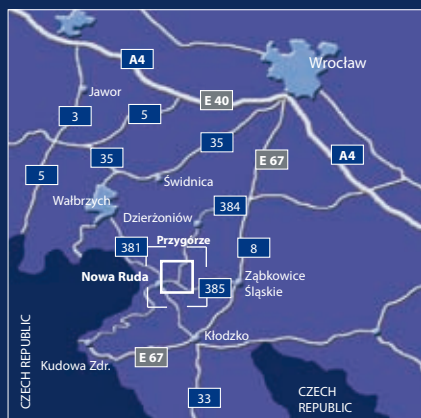 A4
Wrocław
Jawor
E 40
3
5
35
A4
35
E 67
5
Świdnica
Wałbrzych
384
Dzierżoniów
381
Przygórze
8
Nowa Ruda
385
Ząbkowice
Śląskie
CZECH REPUBLIC
Kłodzko
Kudowa Zdr.
E 67
CZECH
REPUBLIC
33